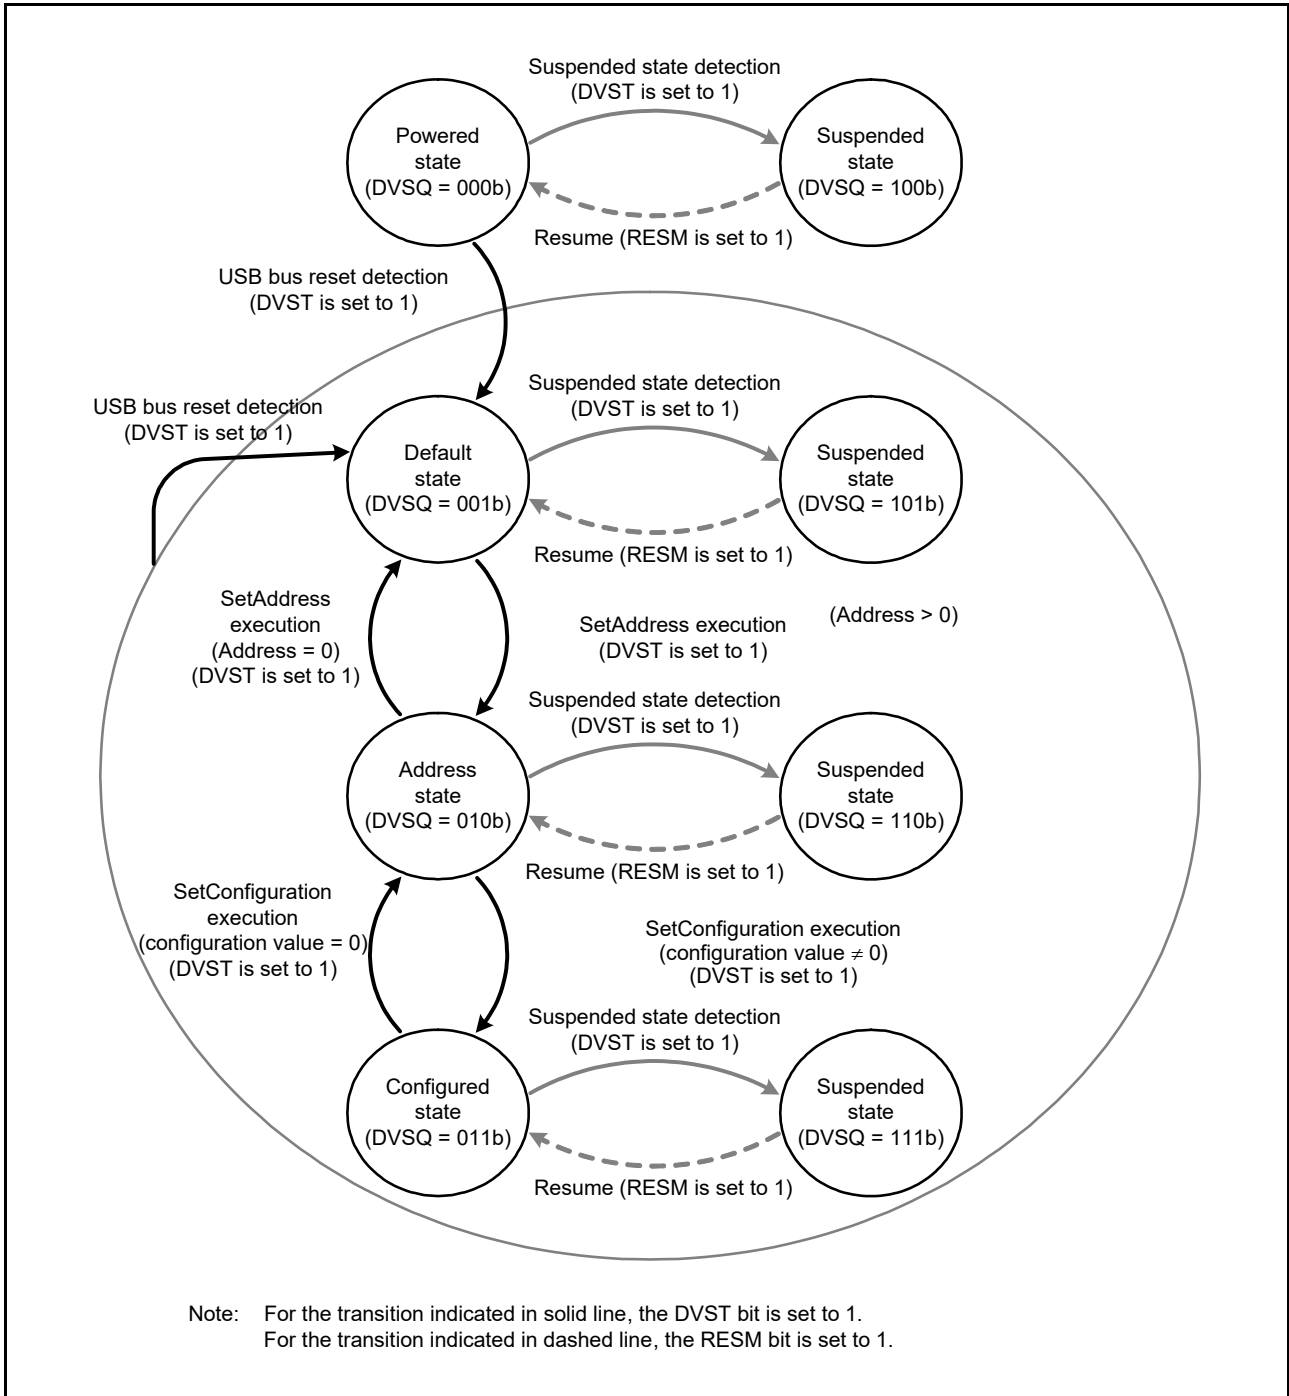 Suspended state detection
(DVST is set to 1)
Powered
state
(DVSQ = 000b)
Suspended
state
(DVSQ = 100b)
Resume (RESM is set to 1)
USB bus reset detection
(DVST is set to 1)
Suspended state detection
(DVST is set to 1)
USB bus reset detection
(DVST is set to 1)
Default
state
(DVSQ = 001b)
Suspended
state
(DVSQ = 101b)
Resume (RESM is set to 1)
SetAddress
execution
(Address = 0)
(DVST is set to 1)
SetAddress execution
(DVST is set to 1)
(Address > 0)
Suspended state detection
(DVST is set to 1)
Address
state
(DVSQ = 010b)
Suspended
state
(DVSQ = 110b)
Resume (RESM is set to 1)
SetConfiguration
execution
(configuration value = 0)
(DVST is set to 1)
SetConfiguration execution
(configuration value ≠ 0)
(DVST is set to 1)
Suspended state detection
(DVST is set to 1)
Configured
state
(DVSQ = 011b)
Suspended
state
(DVSQ = 111b)
Resume (RESM is set to 1)
Note: For the transition indicated in solid line, the DVST bit is set to 1.
For the transition indicated in dashed line, the RESM bit is set to 1.